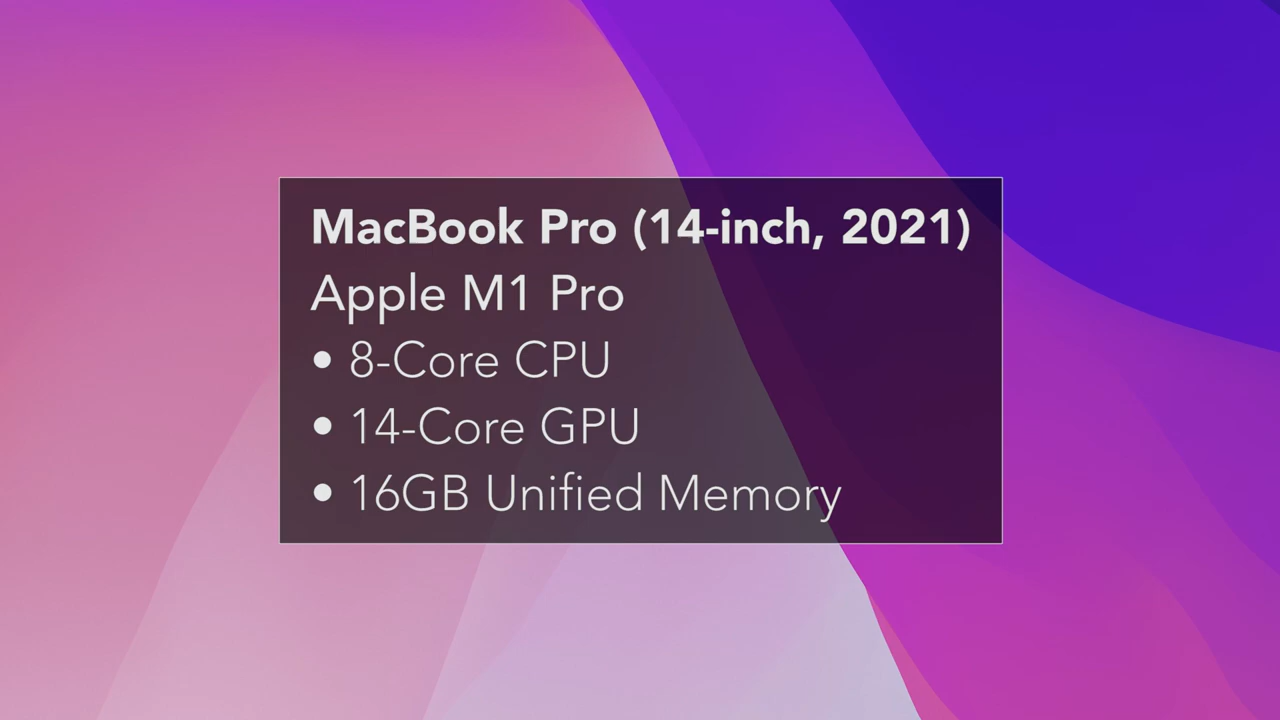 MacBook Pro (14-inch, 2021)
Apple M1 Pro
• 8-Core CPU
• 14-Core GPU
• 16GB Unified Memory